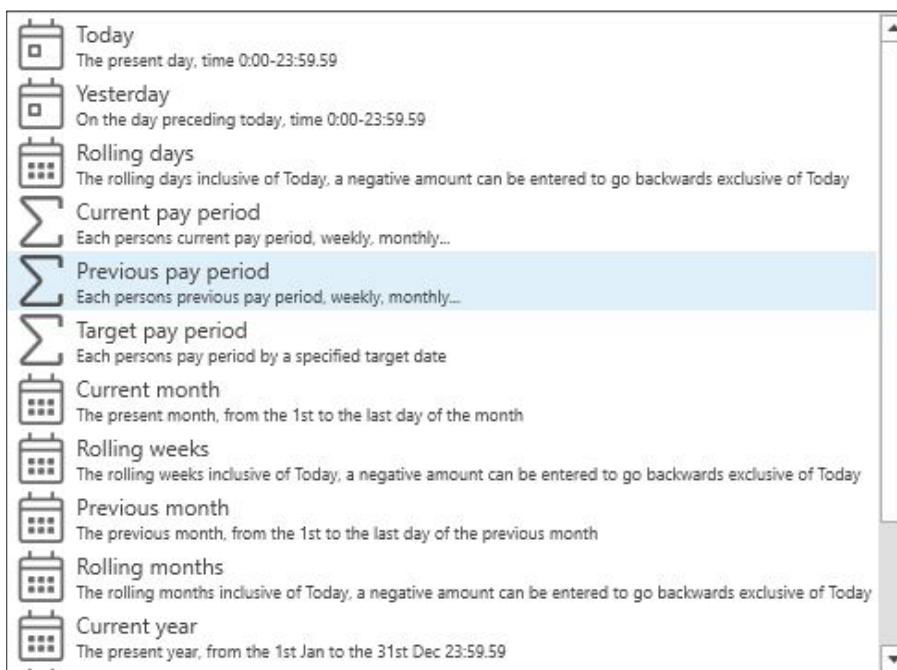 Today
The present day, time 0:00-23:59.59
Yesterday
On the day preceding today, time 0:00-23:59.59
Rolling days
The rolling days inclusive of Today, a negative amount can be entered to go backwards exclusive of Today
Current pay period
Each persons current pay period, weekly, monthly...
Previous pay period
Each persons previous pay period, weekly, monthly...
Target pay period
Each persons pay period by a specified target date
Current month
The present month, from the 1st to the last day of the month
Rolling weeks
The rolling weeks inclusive of Today, a negative amount can be entered to go backwards exclusive of Today
Previous month
The previous month, from the 1st to the last day of the previous month
Rolling months
The rolling months inclusive of Today, a negative amount can be entered to go backwards exclusive of Today
Current year
The present year, from the 1st Jan to the 31st Dec 23:59.59